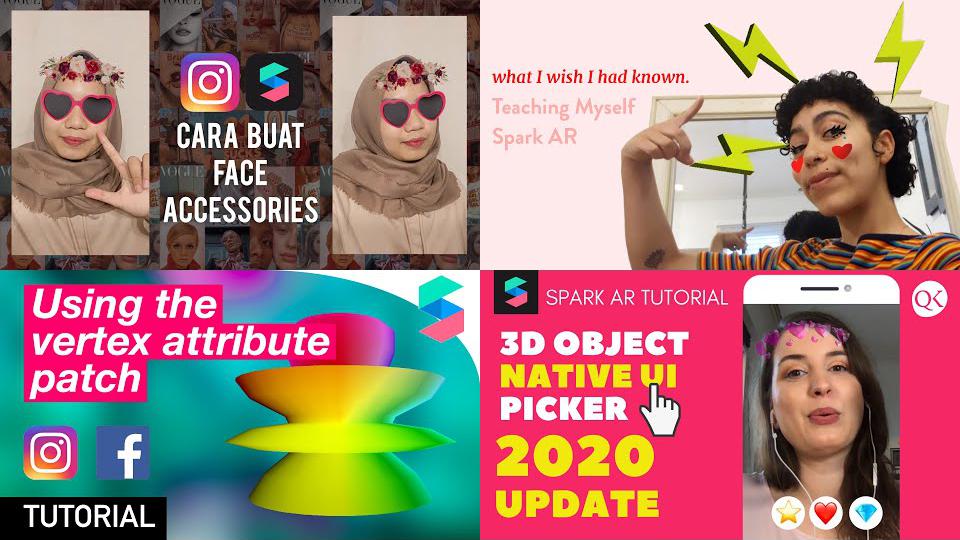 CARA BUAT
FACE
ACCESSORIES
VOGUE
what I wish I had known.
Teaching Myself
Spark AR
Using the
vertex attribute
patch
TUTORIAL
SPARK AR TUTORIAL
QK
3D OBJECT
NATIVE UI
PICKER
2020
UPDATE